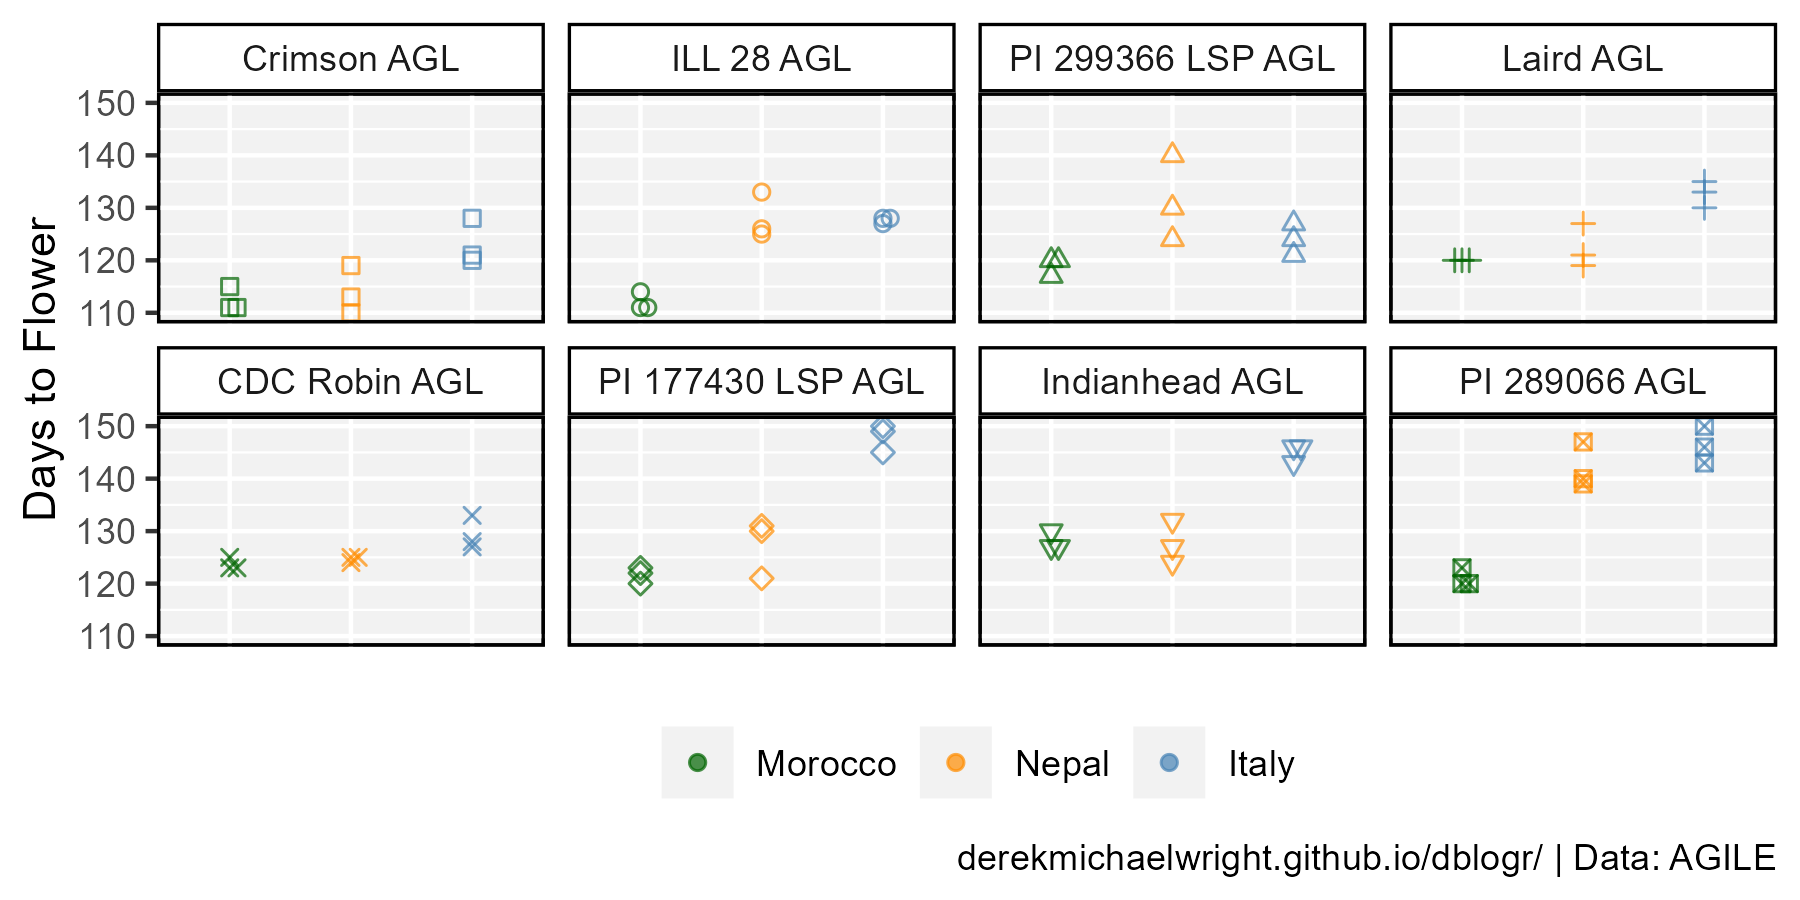 Crimson AGL
ILL 28 AGL
PI 299366 LSP AGL
Laird AGL
150
140
130
120
110
Days to Flower
CDC Robin AGL
PI 177430 LSP AGL
Indianhead AGL
PI 289066 AGL
150
140
130
120
110
Morocco
Nepal
Italy
derekmichaelwright.github.io/dblogr/ | Data: AGILE